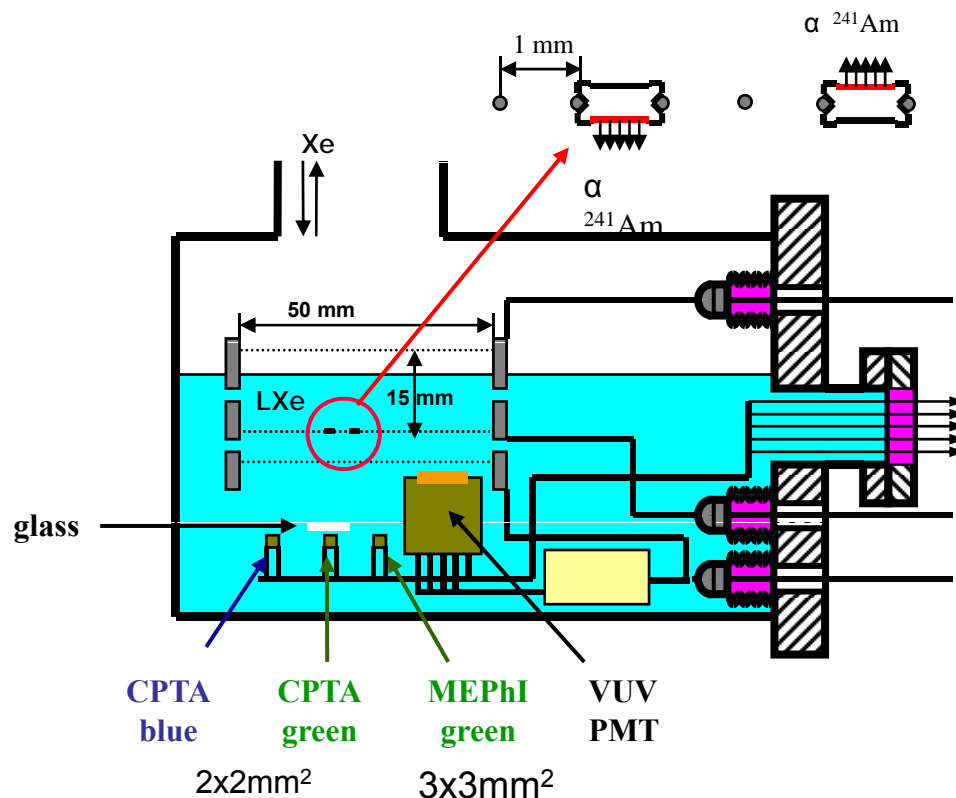 α ²⁴¹Am
1 mm
Xe
α
²⁴¹Am
50 mm
LXe
15 mm
glass
CPTA
blue
CPTA
green
MEPhI
green
VUV
PMT
2x2mm²
3x3mm²